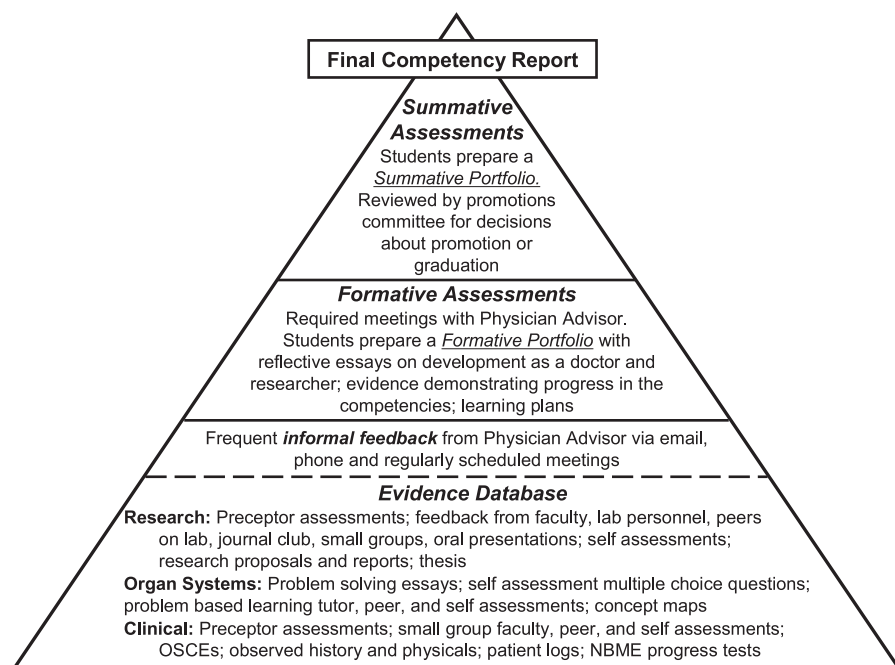 Final Competency Report
Summative
Assessments
Students prepare a
Summative Portfolio.
Reviewed by promotions
committee for decisions
about promotion or
graduation
Formative Assessments
Required meetings with Physician Advisor.
Students prepare a Formative Portfolio with
reflective essays on development as a doctor and
researcher; evidence demonstrating progress in the
competencies; learning plans
Frequent informal feedback from Physician Advisor via email,
phone and regularly scheduled meetings
Evidence Database
Research: Preceptor assessments; feedback from faculty, lab personnel, peers
on lab, journal club, small groups, oral presentations; self assessments;
research proposals and reports; thesis
Organ Systems: Problem solving essays; self assessment multiple choice questions;
problem based learning tutor, peer, and self assessments; concept maps
Clinical: Preceptor assessments; small group faculty, peer, and self assessments;
OSCEs; observed history and physicals; patient logs; NBME progress tests